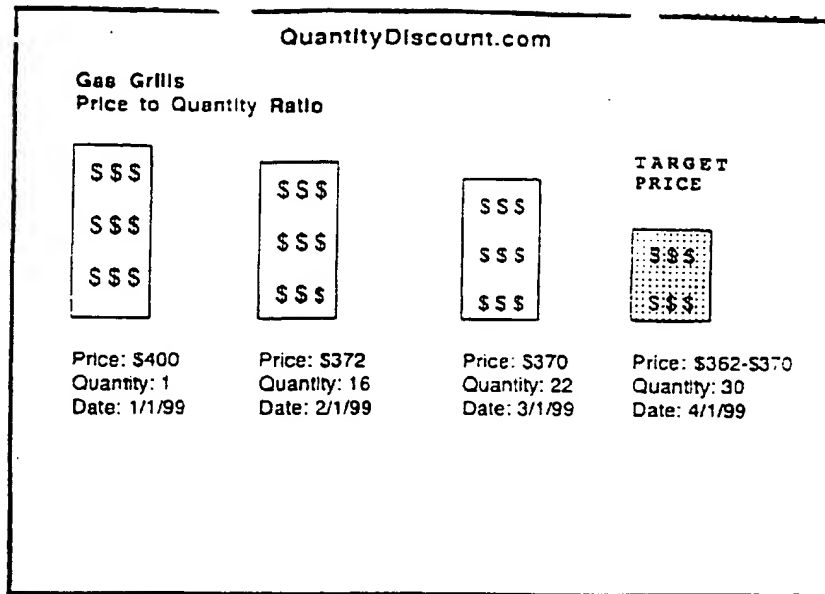 QuantityDiscount.com
Gas Grills
Price to Quantity Ratio
$$$
$$$
$$$
Price: $400
Quantity: 1
Date: 1/1/99
$$$
$$$
$$$
Price: $372
Quantity: 16
Date: 2/1/99
$$$
$$$
$$$
Price: $370
Quantity: 22
Date: 3/1/99
TARGET
PRICE
$$$
$$$
Price: $362-$370
Quantity: 30
Date: 4/1/99